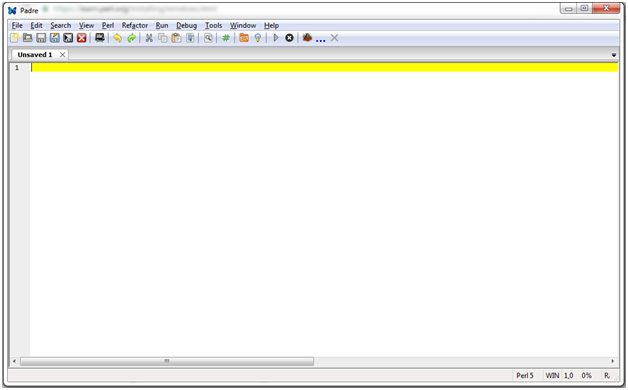 Padre
File Edit Search View Perl Refactor Run Debug Tools Window Help
Unsaved 1
1
Perl 5 WIN 1,0 0% R,